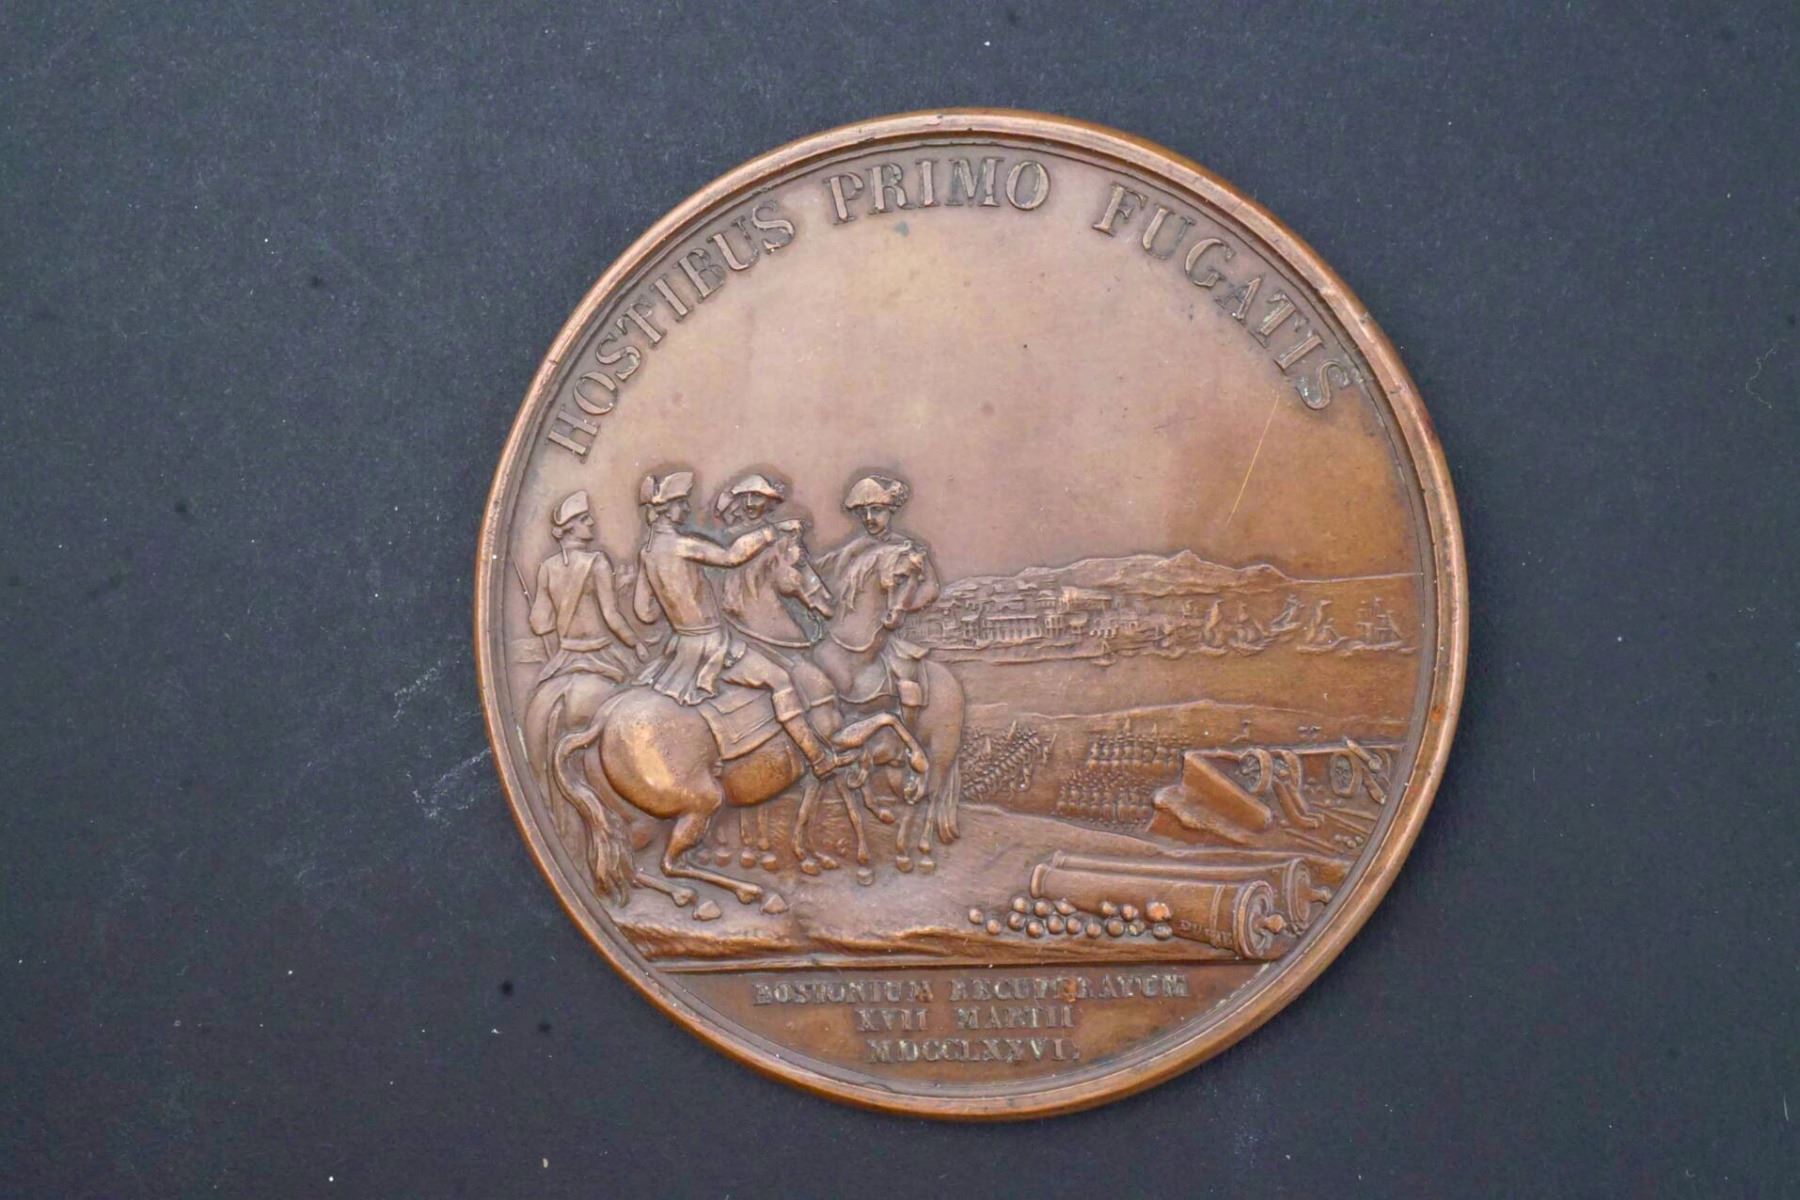 HOSTIBUS PRIMO FUGATIS
BOSTONIUM RECUPERATUM
XVII MARTII
MDCCLXXVI.